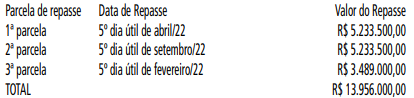 Parcela de repasse Data de Repasse Valor do Repasse
1ª parcela 5º dia útil de abril/22 R$ 5.233.500,00
2ª parcela 5º dia útil de setembro/22 R$ 5.233.500,00
3ª parcela 5º dia útil de fevereiro/22 R$ 3.489.000,00
TOTAL R$ 13.956.000,00